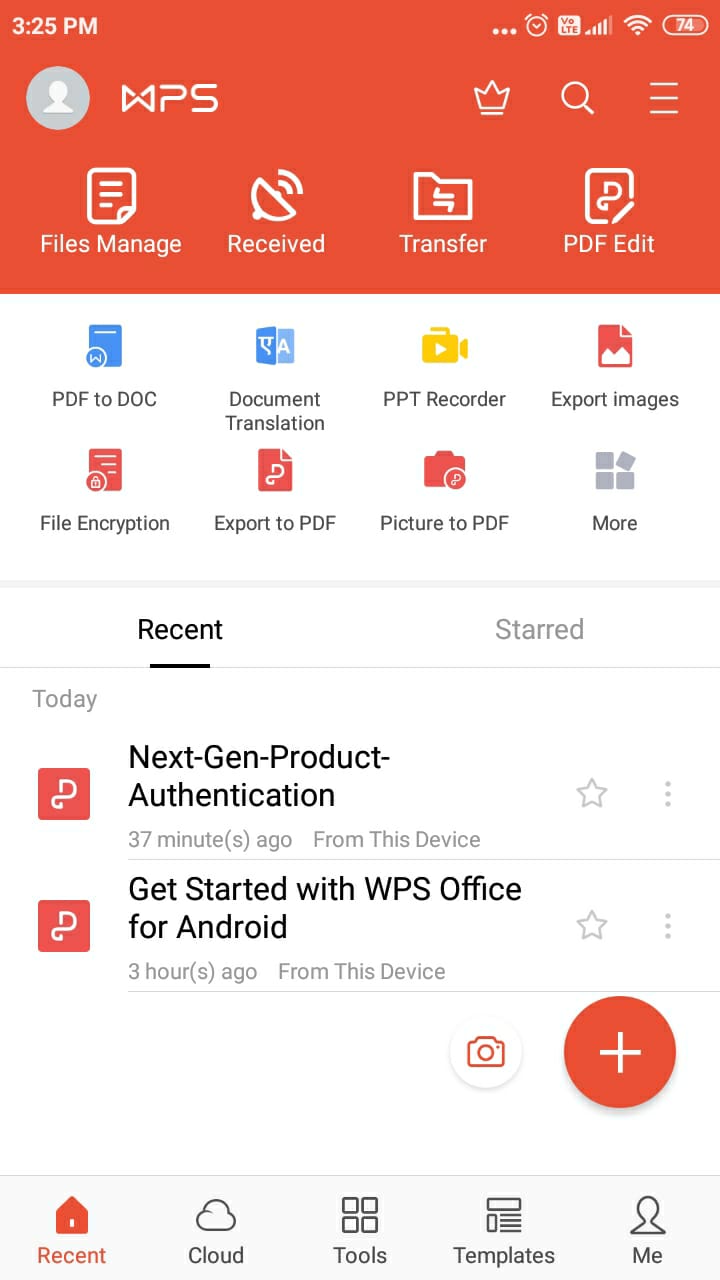 3:25 PM
Vo LTE
74
WPS
Files Manage
Received
Transfer
PDF Edit
PDF to DOC
Document
Translation
PPT Recorder
Export images
File Encryption
Export to PDF
Picture to PDF
More
Recent
Starred
Today
Next-Gen-Product-
Authentication
37 minute(s) ago From This Device
Get Started with WPS Office
for Android
3 hour(s) ago From This Device
Recent
Cloud
Tools
Templates
Me